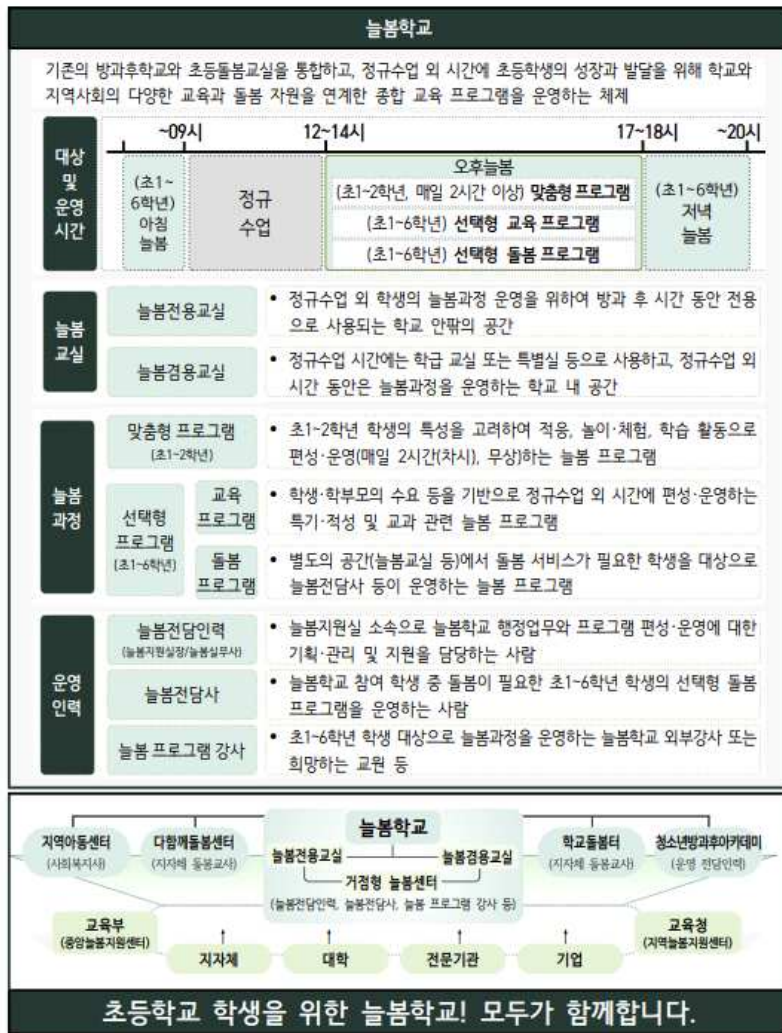 늘봄학교
기존의 방과후학교와 초등돌봄교실을 통합하고, 정규수업 외 시간에 초등학생의 성장과 발달을 위해 학교와
지역사회의 다양한 교육과 돌봄 자원을 연계한 종합 교육 프로그램을 운영하는 체제
대상
및
운영
시간
~09시
12~14시
17~18시
~20시
(초1~
6학년)
아침
늘봄
정규
수업
오후늘봄
(초1~2학년, 매일 2시간 이상) 맞춤형 프로그램
(초1~6학년) 선택형 교육 프로그램
(초1~6학년) 선택형 돌봄 프로그램
(초1~6학년)
저녁
늘봄
늘봄
교실
늘봄전용교실
• 정규수업 외 학생의 늘봄과정 운영을 위하여 방과 후 시간 동안 전용
으로 사용되는 학교 안팎의 공간
늘봄겸용교실
• 정규수업 시간에는 학급 교실 또는 특별실 등으로 사용하고, 정규수업 외
시간 동안은 늘봄과정을 운영하는 학교 내 공간
늘봄
과정
맞춤형 프로그램
(초1~2학년)
• 초1~2학년 학생의 특성을 고려하여 적응, 놀이·체험, 학습 활동으로
편성·운영(매일 2시간(차시), 무상)하는 늘봄 프로그램
선택형
프로그램
(초1~6학년)
교육
프로그램
• 학생·학부모의 수요 등을 기반으로 정규수업 외 시간에 편성·운영하는
특기·적성 및 교과 관련 늘봄 프로그램
돌봄
프로그램
• 별도의 공간(늘봄교실 등)에서 돌봄 서비스가 필요한 학생을 대상으로
늘봄전담사 등이 운영하는 늘봄 프로그램
운영
인력
늘봄전담인력
(늘봄지원실장/늘봄실무사)
• 늘봄지원실 소속으로 늘봄학교 행정업무와 프로그램 편성·운영에 대한
기획·관리 및 지원을 담당하는 사람
늘봄전담사
• 늘봄학교 참여 학생 중 돌봄이 필요한 초1~6학년 학생의 선택형 돌봄
프로그램을 운영하는 사람
늘봄 프로그램 강사
• 초1~6학년 학생 대상으로 늘봄과정을 운영하는 늘봄학교 외부강사 또는
희망하는 교원 등
늘봄학교
지역아동센터
(사회복지사)
다함께돌봄센터
(지자체 돌봄교사)
늘봄전용교실
늘봄겸용교실
거점형 늘봄센터
(늘봄전담인력, 늘봄전담사, 늘봄 프로그램 강사 등)
학교돌봄터
(지자체 돌봄교사)
청소년방과후아카데미
(운영 전담인력)
교육부
(중앙늘봄지원센터)
지자체
대학
전문기관
기업
교육청
(지역늘봄지원센터)
초등학교 학생을 위한 늘봄학교! 모두가 함께합니다.